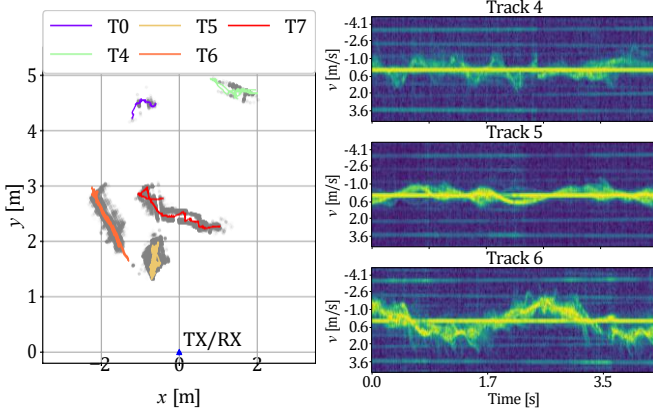 T0 T5 T7
T4 T6
5
4
3
2
1
0
y [m]
−2 0 2
x [m]
TX/RX
Track 4
-4.1
-2.6
-1.0
0.6
2.0
3.6
v [m/s]
Track 5
-4.1
-2.6
-1.0
0.6
2.0
3.6
v [m/s]
Track 6
-4.1
-2.6
-1.0
0.6
2.0
3.6
v [m/s]
0.0 1.7 3.5
Time [s]